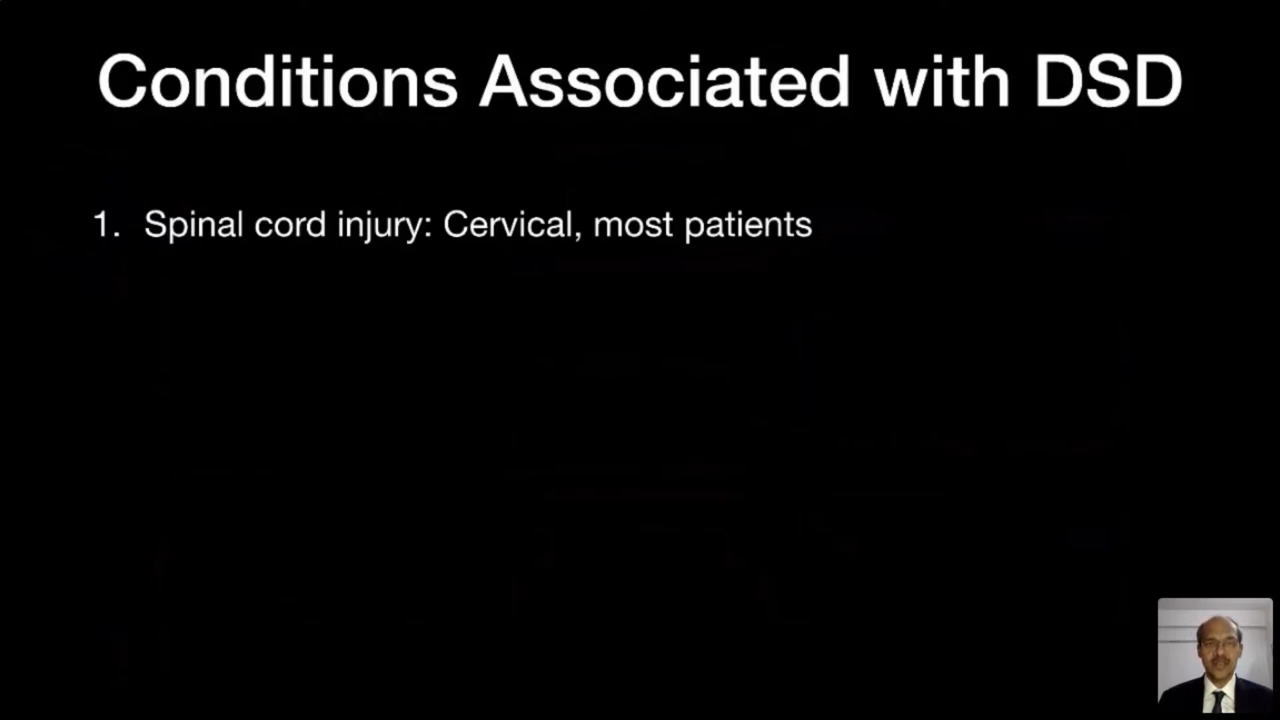 Conditions Associated with DSD
1. Spinal cord injury: Cervical, most patients